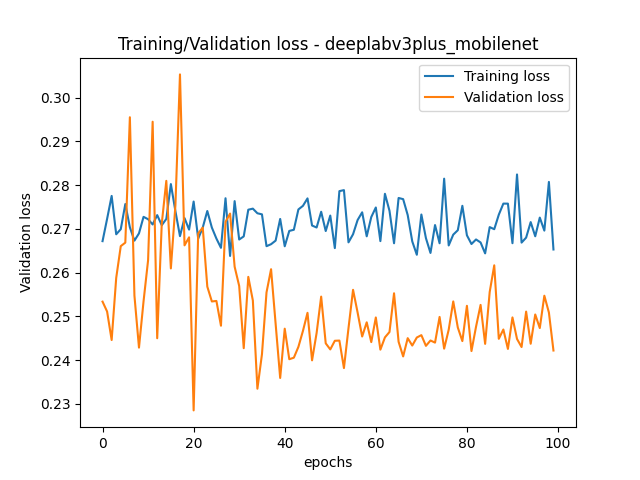 Training/Validation loss - deeplabv3plus_mobilenet
Training loss
Validation loss
0.30
0.29
0.28
0.27
0.26
0.25
0.24
0.23
Validation loss
0 20 40 60 80 100
epochs